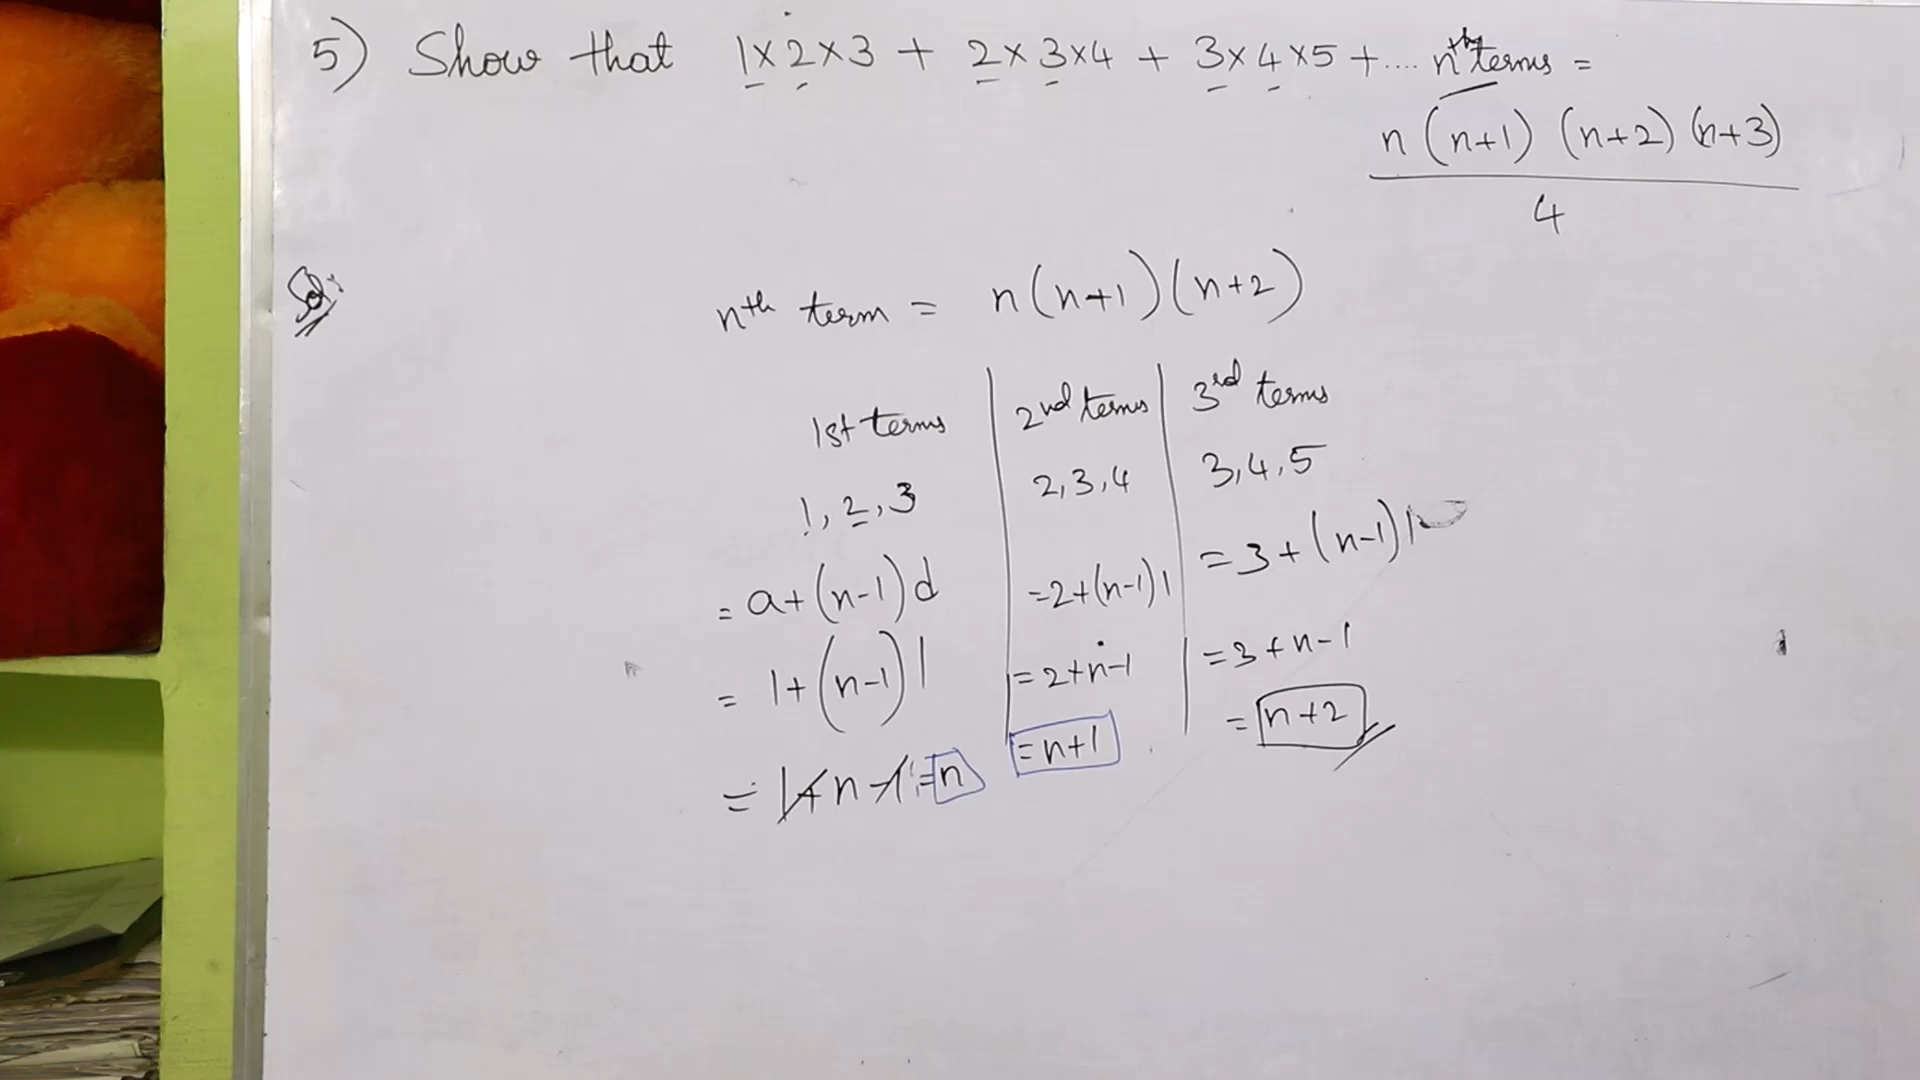 5) Show that 1×2×3 + 2×3×4 + 3×4×5 +.... nth terms =
n(n+1)(n+2)(n+3)
4
Sol:
nth term = n(n+1)(n+2)
1st terms | 2nd terms | 3rd terms
1, 2, 3 | 2,3,4 | 3,4,5
= a+(n-1)d | =2+(n-1)1 | =3+(n-1)1
= 1+(n-1)1 | =2+n-1 | =3+n-1
= 1+n-1 =n | =n+1 | =n+2